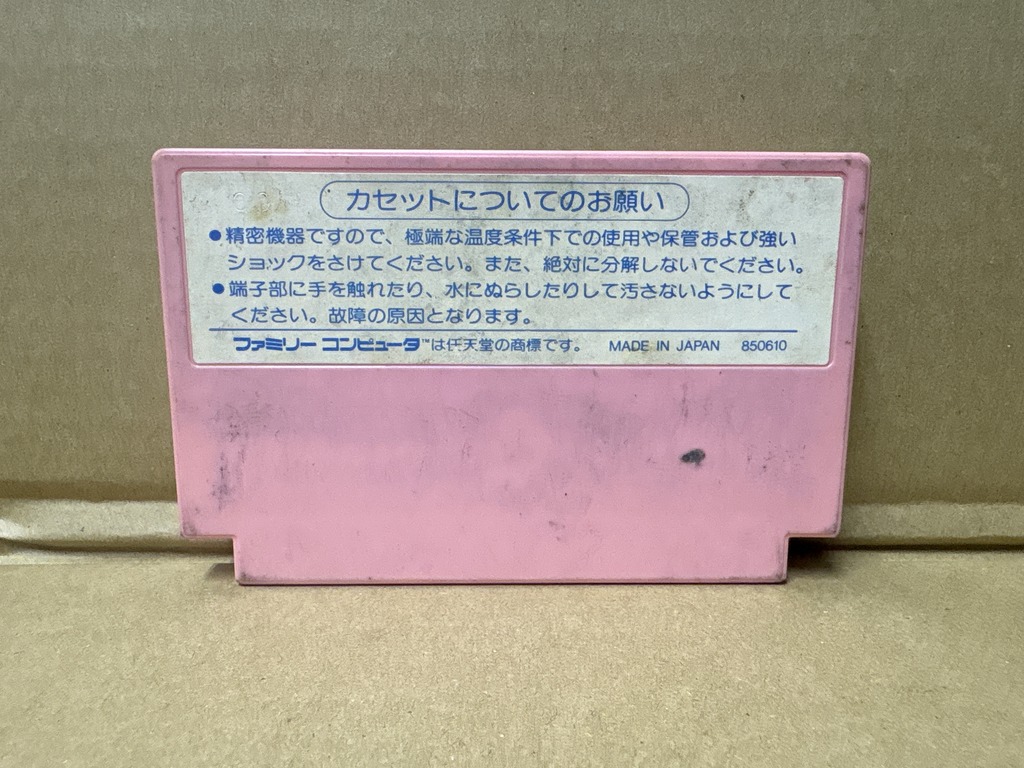 カセットについてのお願い
●精密機器ですので、極端な温度条件下での使用や保管および強い
ショックをさけてください。また、絶対に分解しないでください。
●端子部に手を触れたり、水にぬらしたりして汚さないようにして
ください。故障の原因となります。
ファミリー コンピュータ™は任天堂の商標です。 MADE IN JAPAN 850610